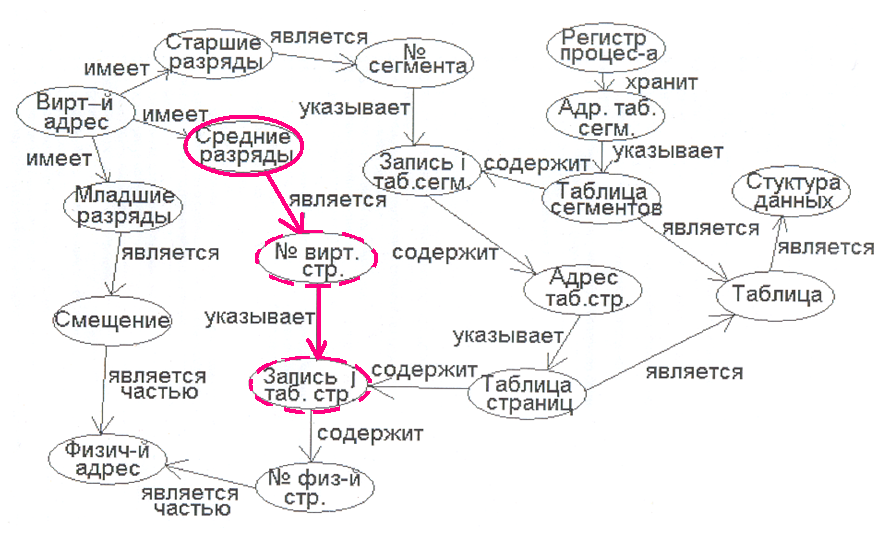 Старшие
разряды
является
№
сегмента
Регистр
процес-а
имеет
хранит
Вирт–й
адрес
указывает
Адр. таб.
сегм.
имеет
Средние
разряды
имеет
указывает
Запись i
таб.сегм.
содержит
Таблица
сегментов
Стуктура
данных
Младшие
разряды
является
является
является
№ вирт.
стр.
является
содержит
Адрес
таб.стр.
Таблица
Смещение
указывает
указывает
Запись j
таб. стр.
содержит
Таблица
страниц
является
является
частью
содержит
Физич-й
адрес
№ физ-й
стр.
является
частью